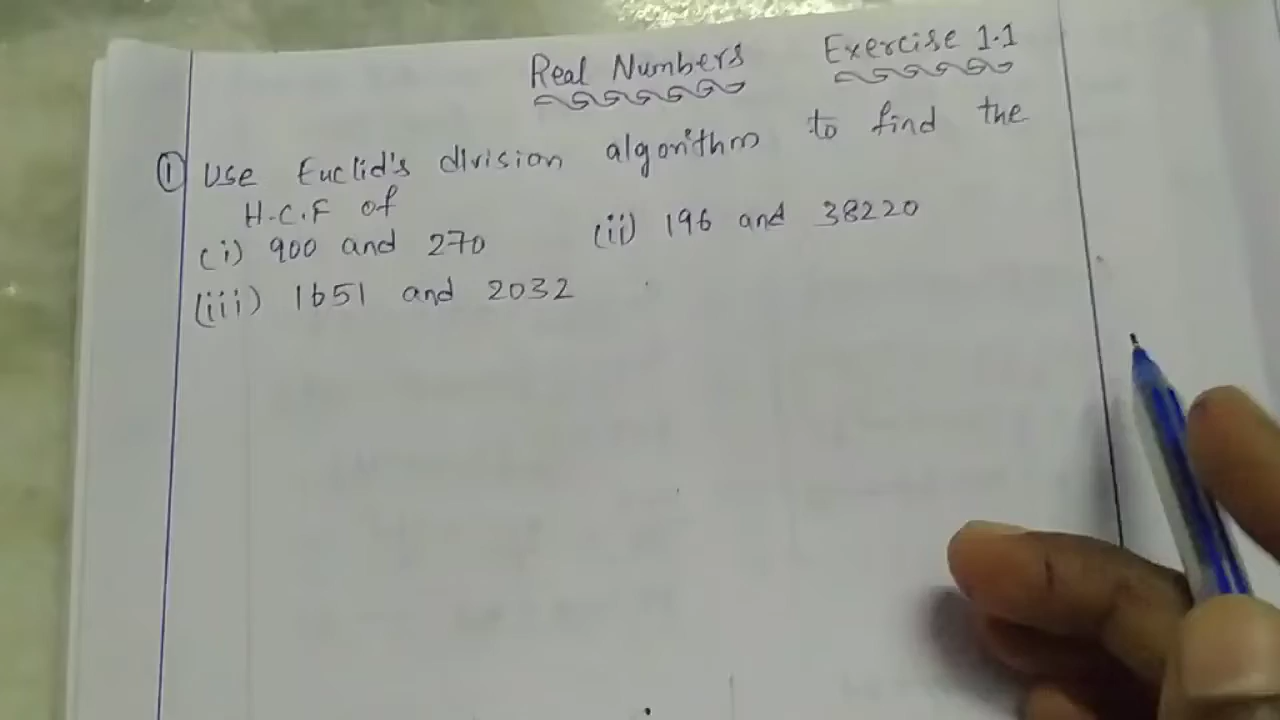 Real Numbers Exercise 1.1
① Use Euclid's division algorithm to find the
H.C.F of
(i) 900 and 270 (ii) 196 and 38220
(iii) 1651 and 2032